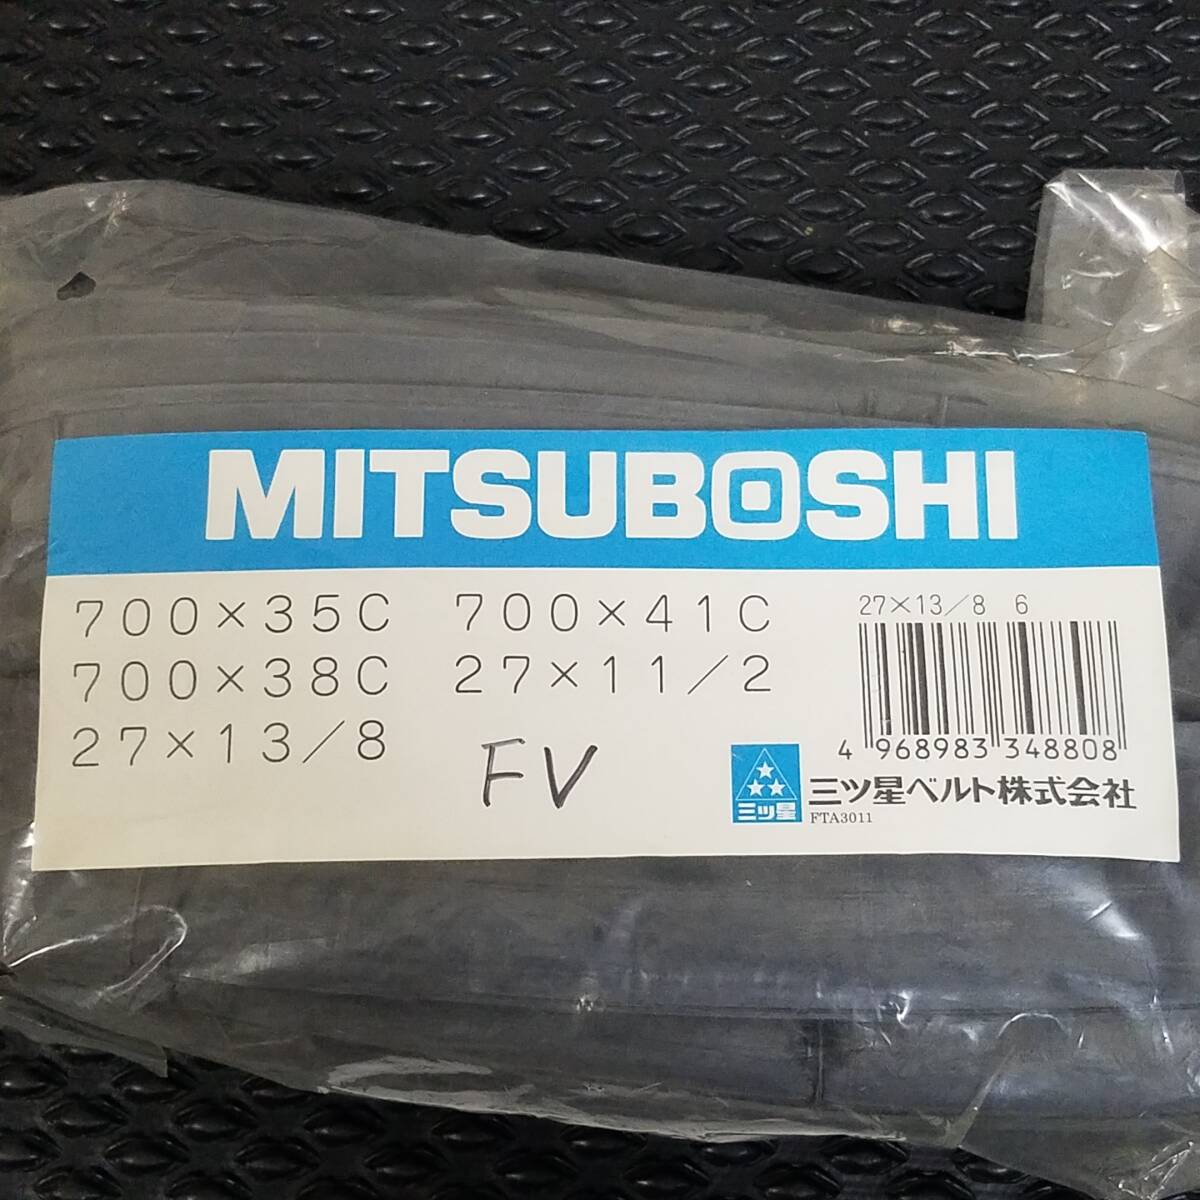 MITSUBOSHI
700×35C 700×41C
700×38C 27×11/2
27×13/8
FV
27×13/8 6
4 968983 348808
三ツ星
三ツ星ベルト株式会社
FTA3011